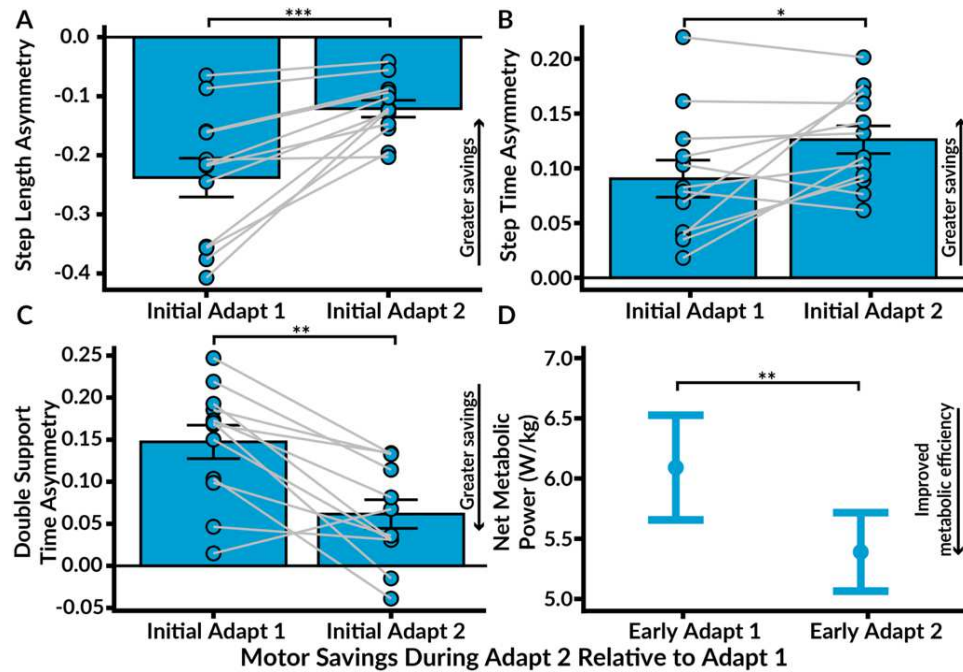 A
***
Step Length Asymmetry
0.0
-0.1
-0.2
-0.3
-0.4
Greater savings
Initial Adapt 1
Initial Adapt 2
B
*
Step Time Asymmetry
0.20
0.15
0.10
0.05
0.00
Greater savings
Initial Adapt 1
Initial Adapt 2
C
**
Double Support
Time Asymmetry
0.25
0.20
0.15
0.10
0.05
0.00
-0.05
Greater savings
Initial Adapt 1
Initial Adapt 2
D
**
Net Metabolic
Power (W/kg)
7.0
6.5
6.0
5.5
5.0
Improved
metabolic efficiency
Early Adapt 1
Early Adapt 2
Motor Savings During Adapt 2 Relative to Adapt 1